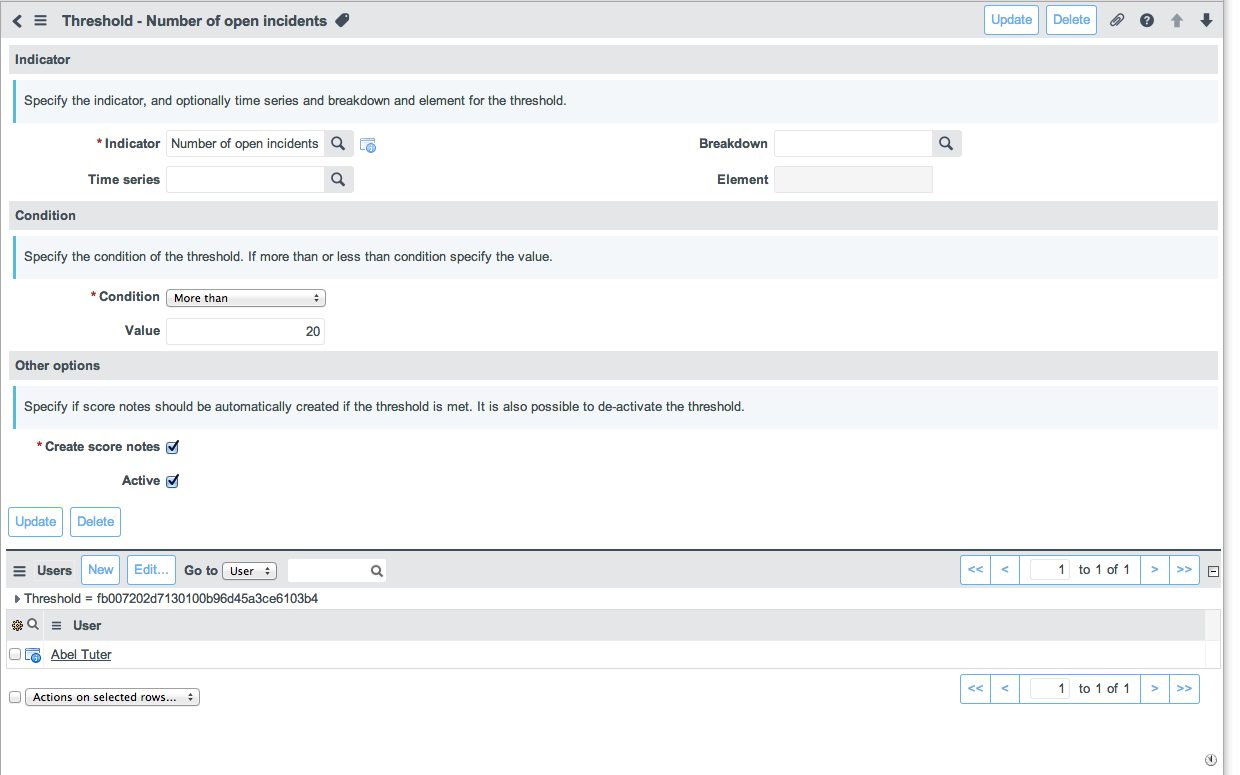 Threshold - Number of open incidents Update Delete
Indicator
Specify the indicator, and optionally time series and breakdown and element for the threshold.
* Indicator Number of open incidents Breakdown
Time series Element
Condition
Specify the condition of the threshold. If more than or less than condition specify the value.
* Condition More than
Value 20
Other options
Specify if score notes should be automatically created if the threshold is met. It is also possible to de-activate the threshold.
* Create score notes
Active
Update Delete
Users New Edit... Go to User << < 1 to 1 of 1 > >>
Threshold = fb007202d7130100b96d45a3ce6103b4
User
Abel Tuter
Actions on selected rows... << < 1 to 1 of 1 > >>